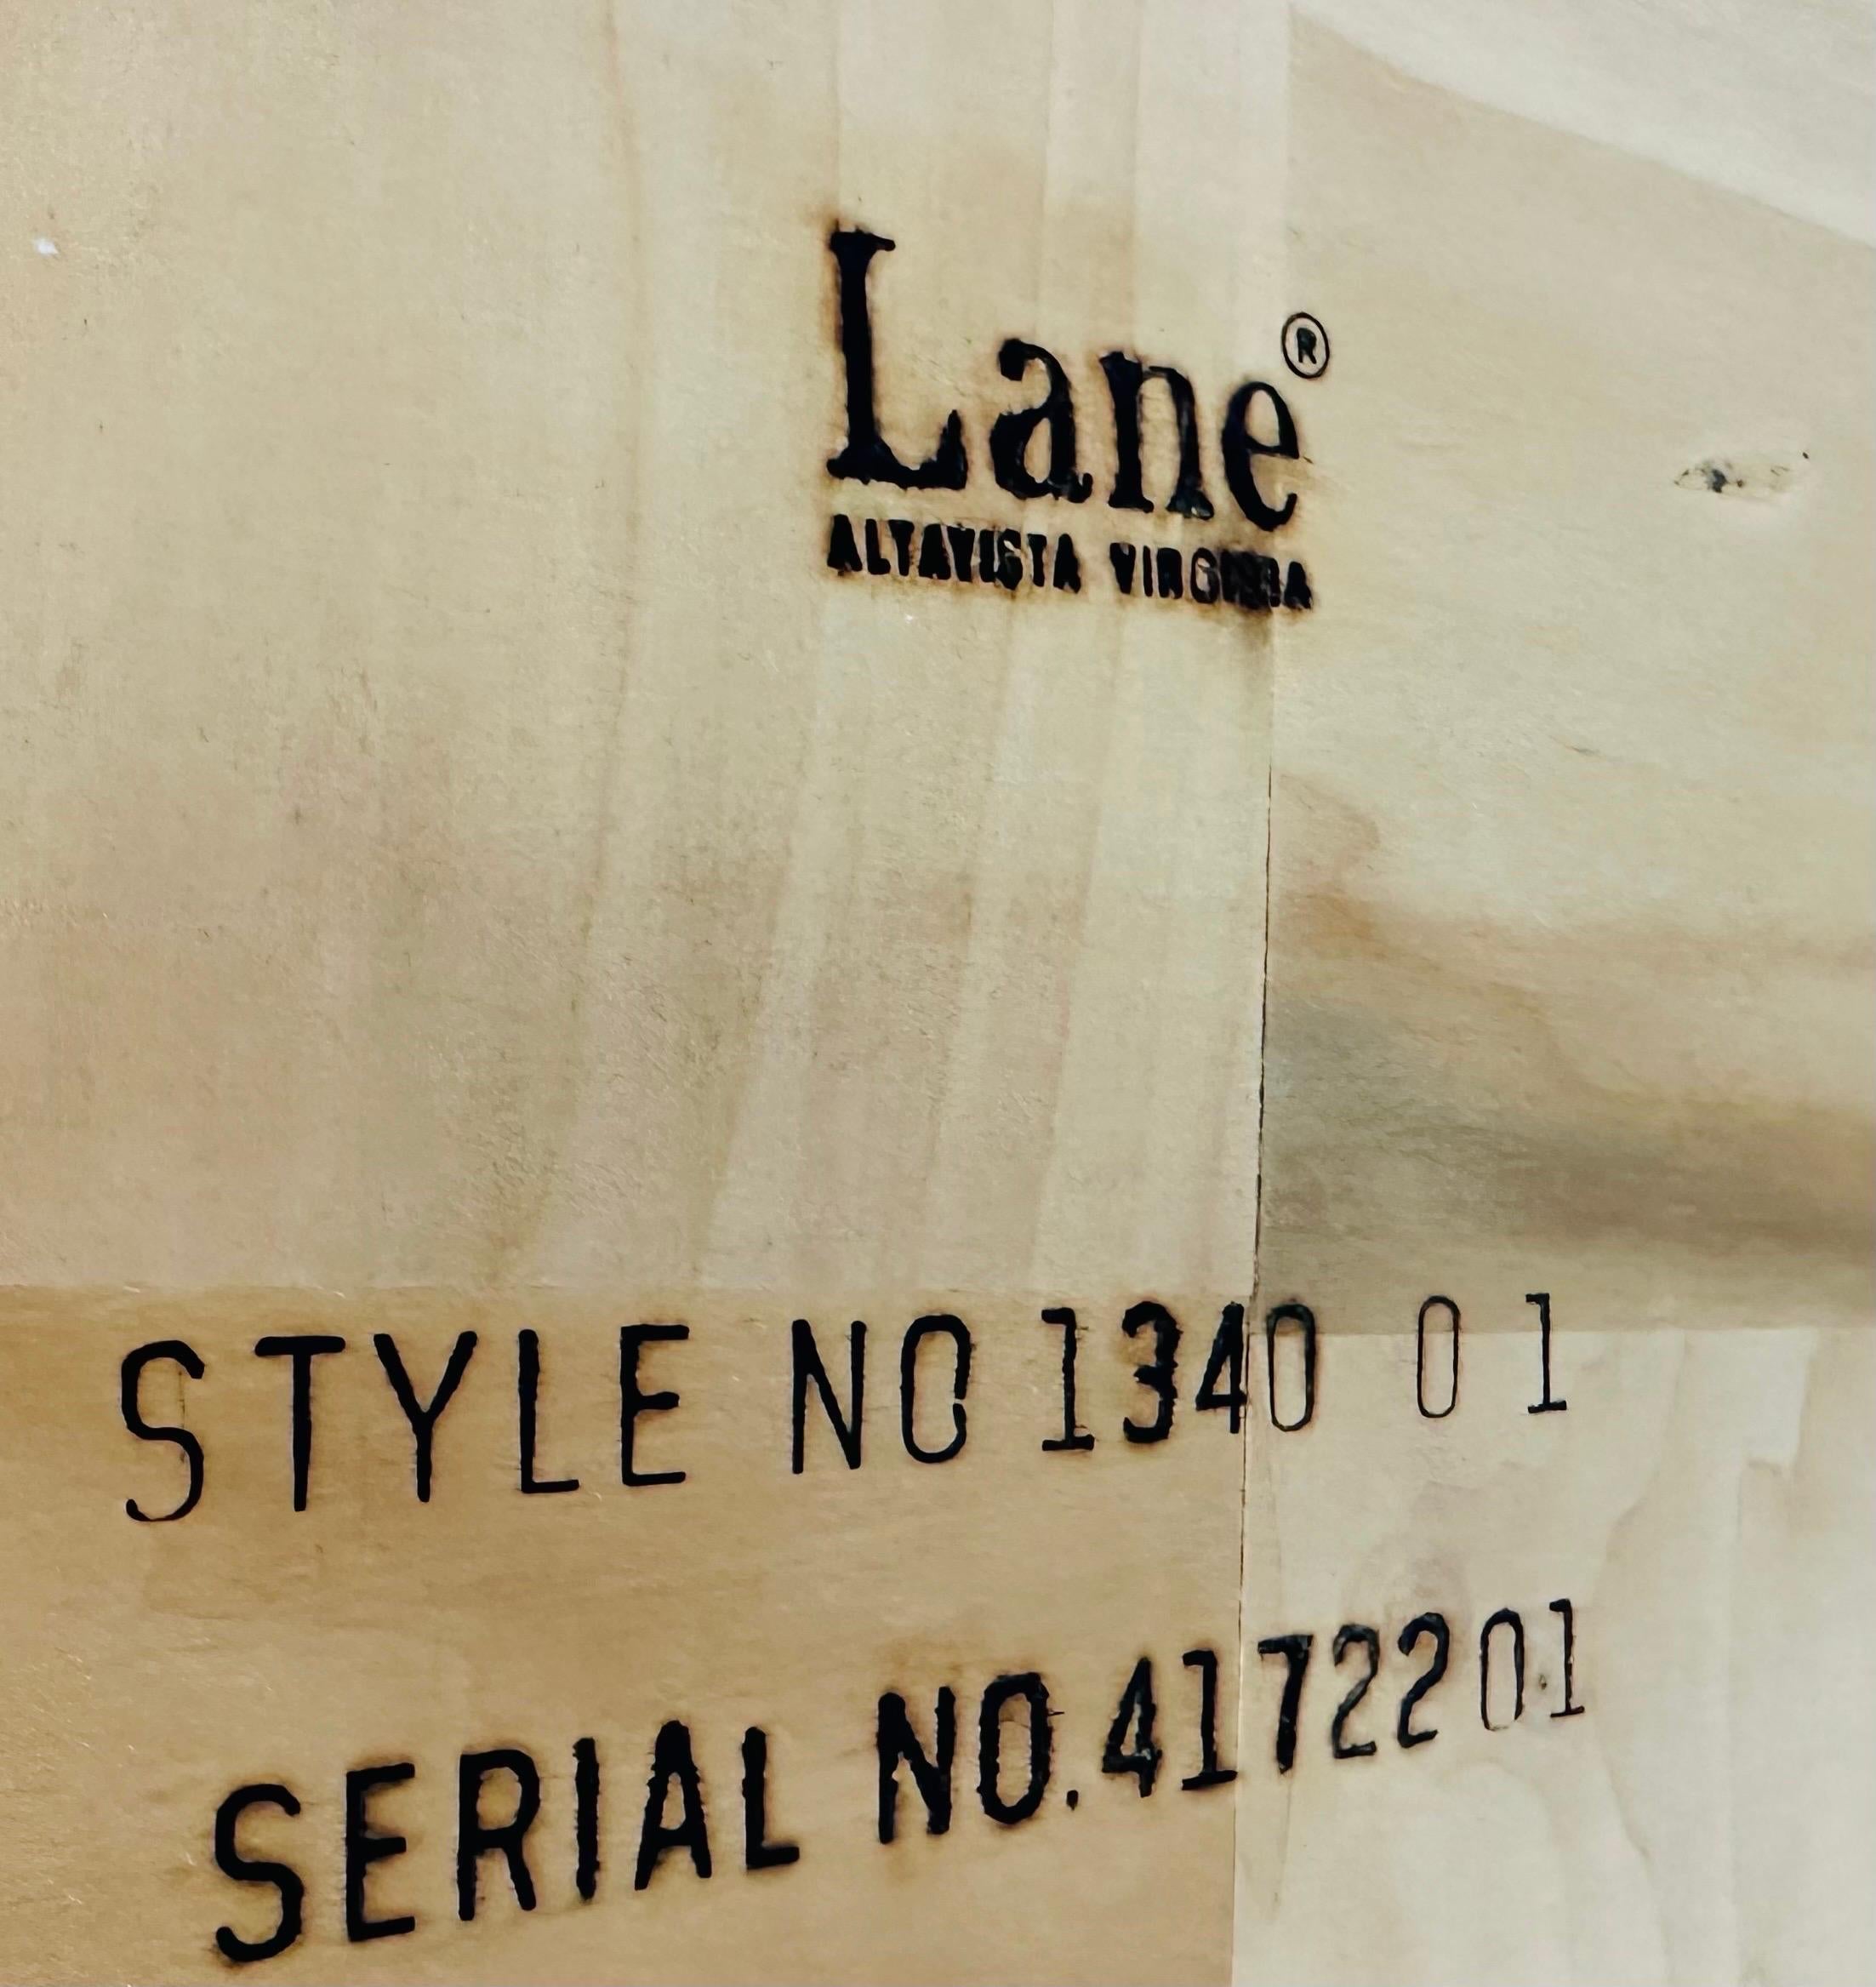 Lane®
ALTAVISTA VIRGINIA
STYLE NO 1340 01
SERIAL NO. 4172201